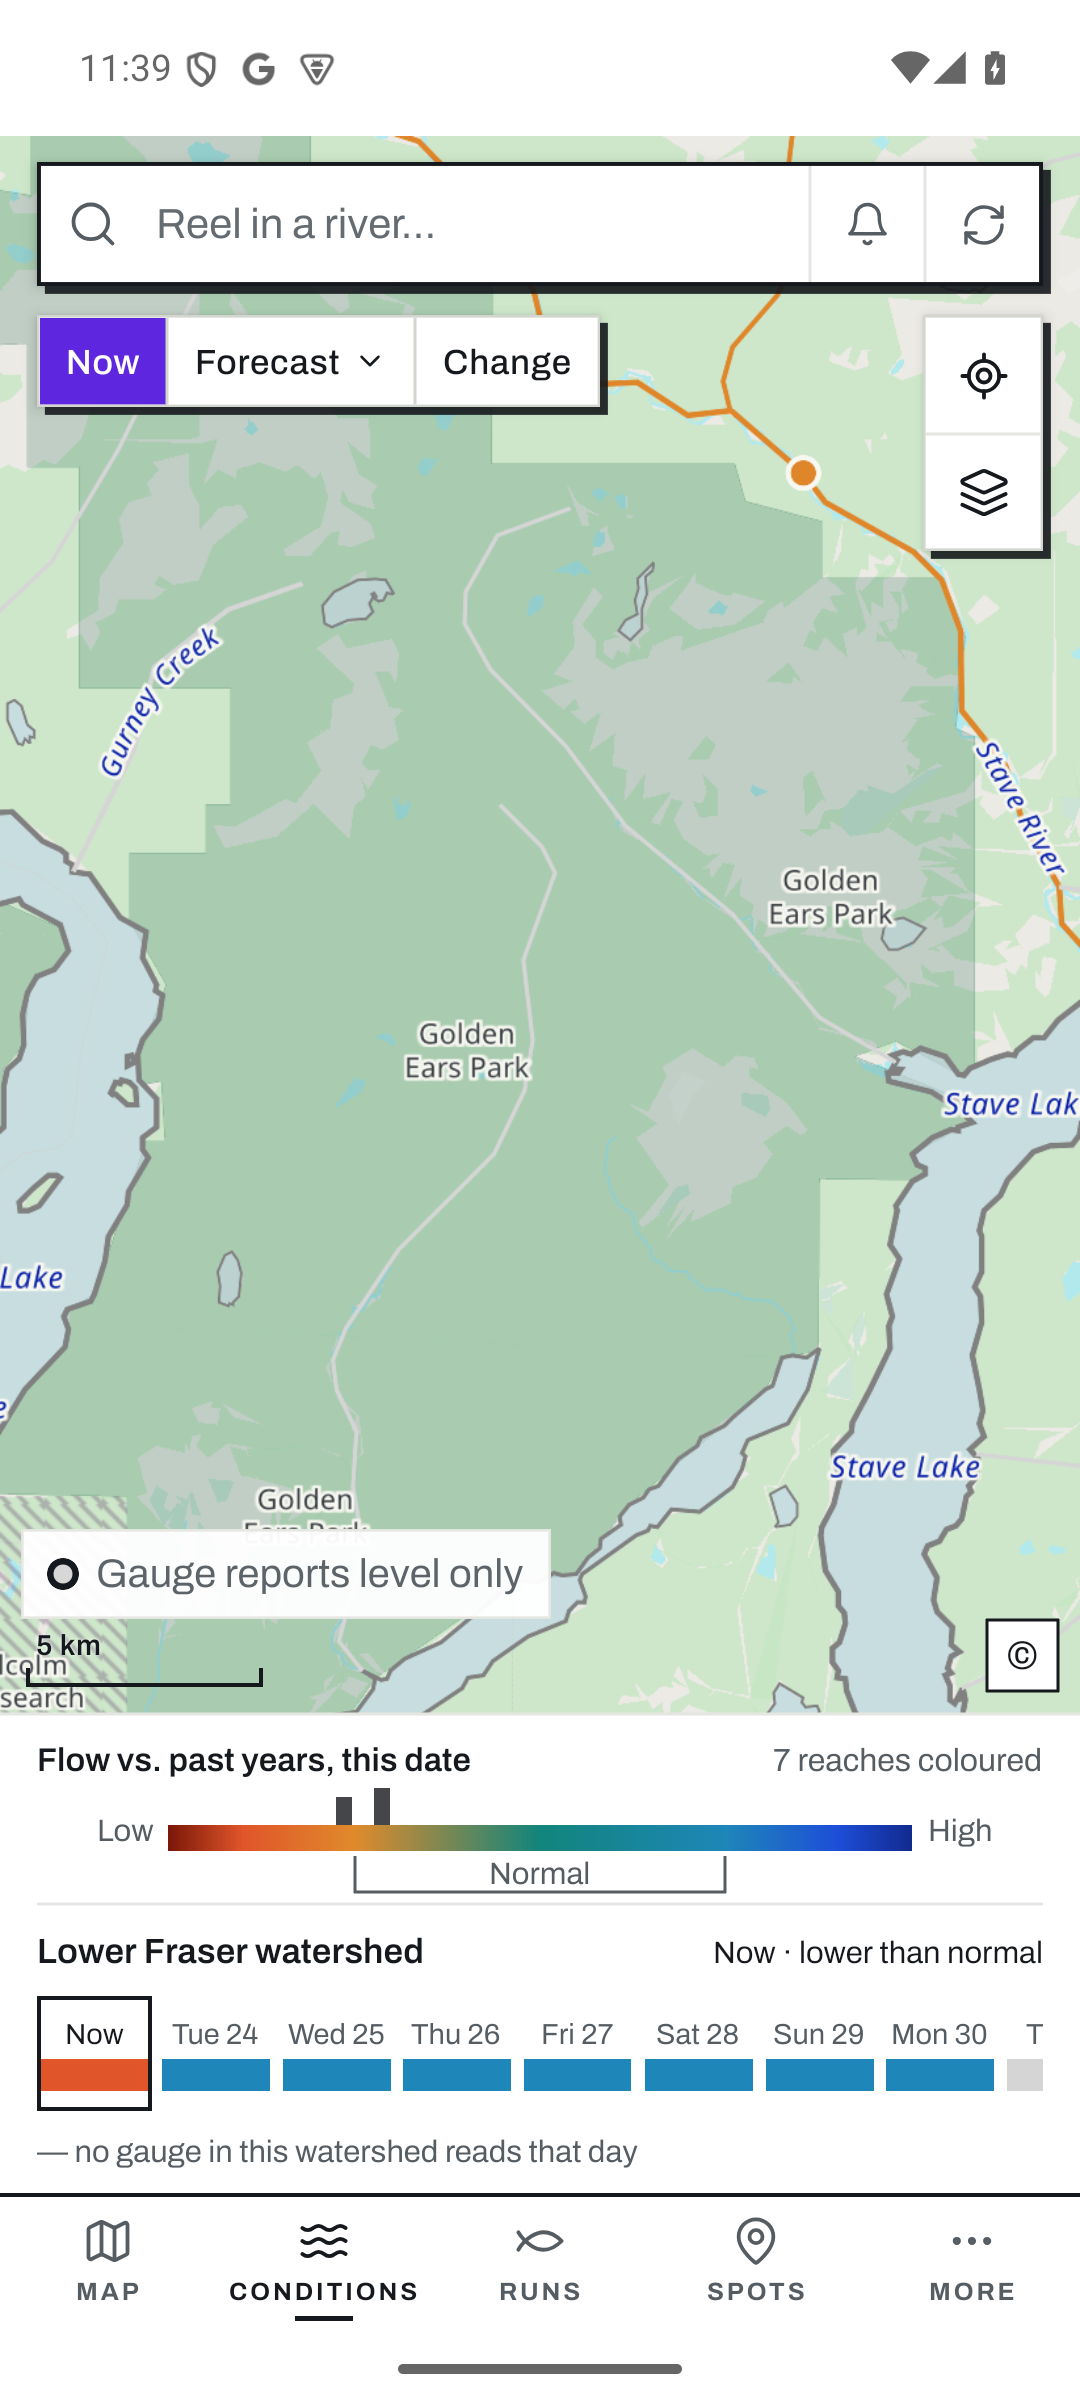 11:39
Reel in a river...
Now
Forecast
Change
Gurney Creek
Stave River
Golden
Ears Park
Golden
Ears Park
Stave Lak
Lake
Stave Lake
Golden
Ears Park
Gauge reports level only
5 km
lcolm
search
©
Flow vs. past years, this date
7 reaches coloured
Low
High
Normal
Lower Fraser watershed
Now · lower than normal
Now
Tue 24
Wed 25
Thu 26
Fri 27
Sat 28
Sun 29
Mon 30
T
— no gauge in this watershed reads that day
MAP
CONDITIONS
RUNS
SPOTS
MORE